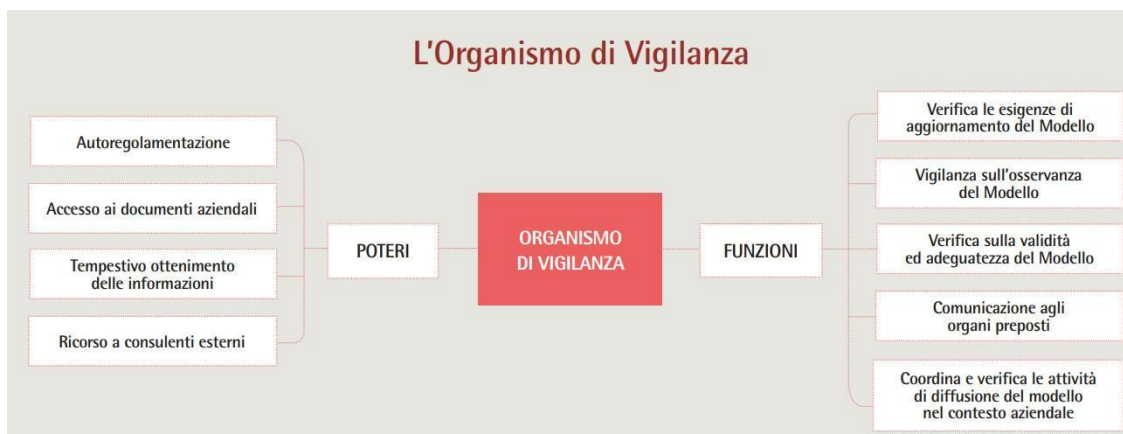 L'Organismo di Vigilanza
Autoregolamentazione
Accesso ai documenti aziendali
Tempestivo ottenimento
delle informazioni
Ricorso a consulenti esterni
POTERI
ORGANISMO
DI VIGILANZA
FUNZIONI
Verifica le esigenze di
aggiornamento del Modello
Vigilanza sull'osservanza
del Modello
Verifica sulla validità
ed adeguatezza del Modello
Comunicazione agli
organi preposti
Coordina e verifica le attività
di diffusione del modello
nel contesto aziendale